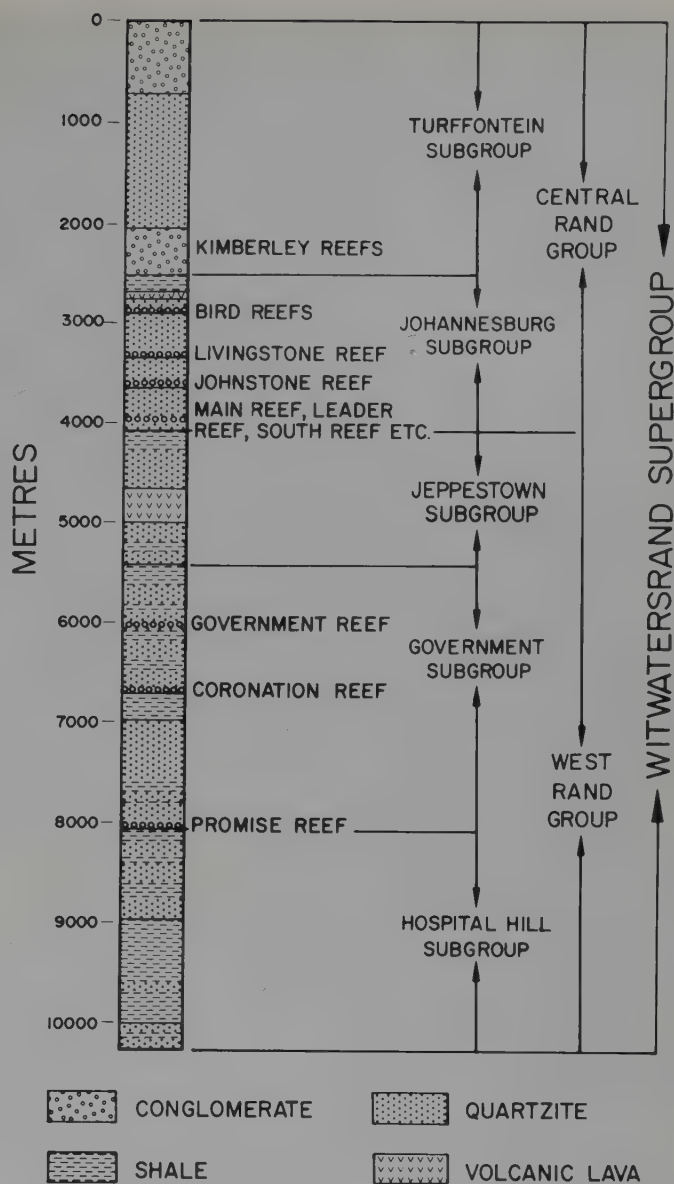 METRES
0
1000
2000
3000
4000
5000
6000
7000
8000
9000
10000
KIMBERLEY REEFS
BIRD REEFS
LIVINGSTONE REEF
JOHNSTONE REEF
MAIN REEF, LEADER
REEF, SOUTH REEF ETC.
GOVERNMENT REEF
CORONATION REEF
PROMISE REEF
TURFFONTEIN
SUBGROUP
JOHANNESBURG
SUBGROUP
JEPPESTOWN
SUBGROUP
GOVERNMENT
SUBGROUP
HOSPITAL HILL
SUBGROUP
CENTRAL
RAND
GROUP
WEST
RAND
GROUP
WITWATERSRAND SUPERGROUP
CONGLOMERATE
QUARTZITE
SHALE
VOLCANIC LAVA